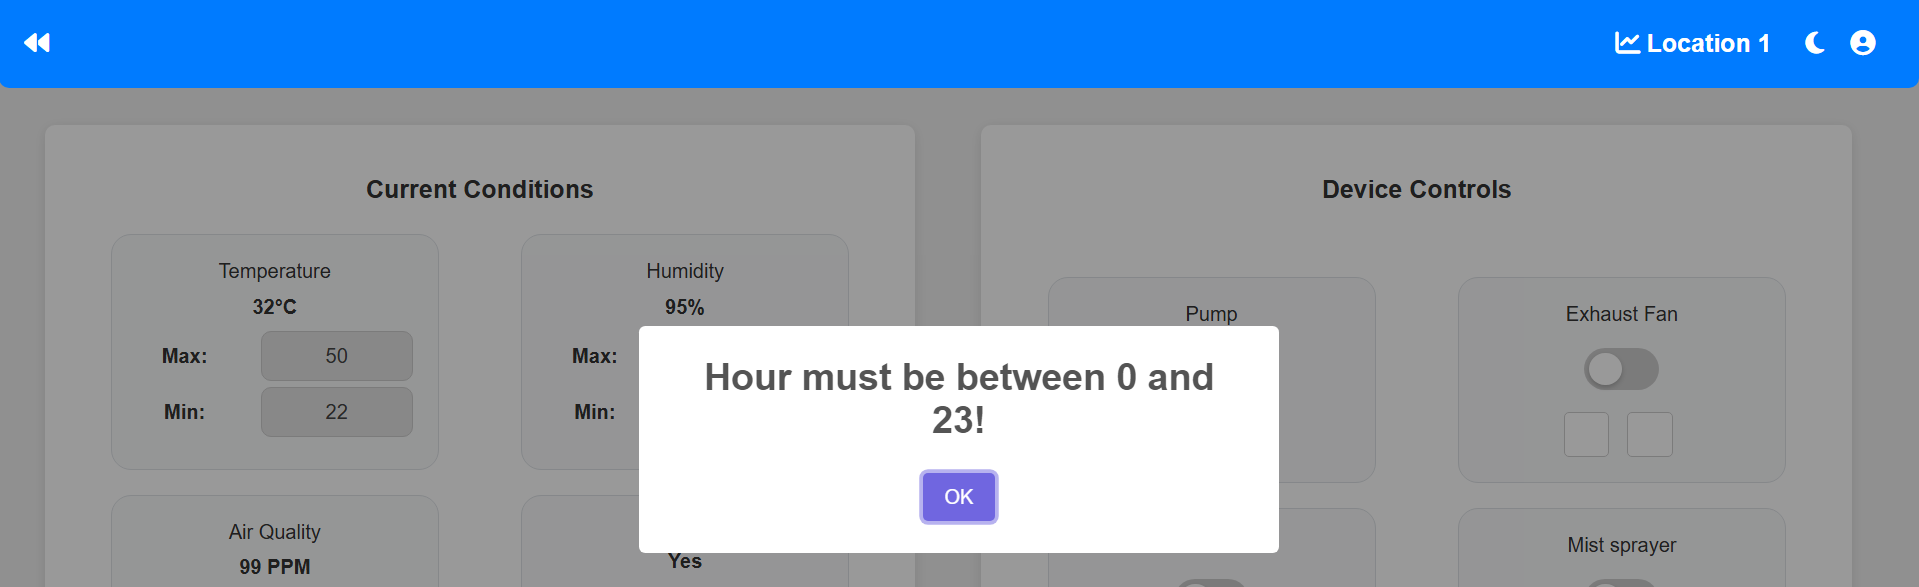 Location 1
Current Conditions
Temperature
32°C
Max: 50
Min: 22
Humidity
95%
Max:
Min:
Air Quality
99 PPM
Yes
Device Controls
Pump
Exhaust Fan
Mist sprayer
Hour must be between 0 and
23!
OK